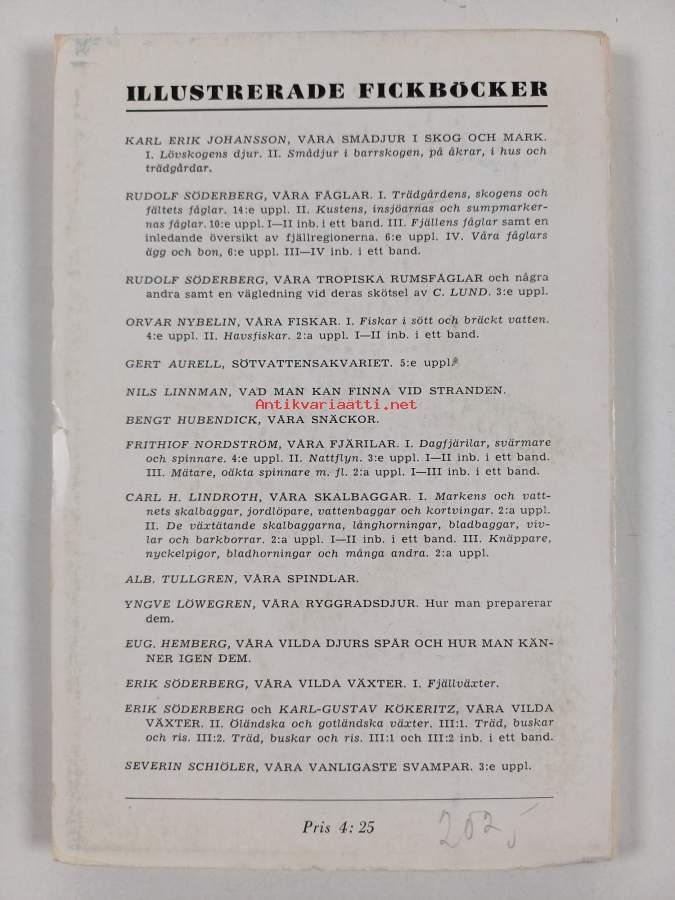 ILLUSTRERADE FICKBÖCKER
KARL ERIK JOHANSSON, VÅRA SMÅDJUR I SKOG OCH MARK.
I. Lövskogens djur. II. Smådjur i barrskogen, på åkrar, i hus och
trädgårdar.
RUDOLF SÖDERBERG, VÅRA FÅGLAR. I. Trädgårdens, skogens och
fältets fåglar. 14:e uppl. II. Kustens, insjöarnas och sumpmarker-
nas fåglar. 10:e uppl. I—II inb. i ett band. III. Fjällens fåglar samt en
inledande översikt av fjällregionerna. 6:e uppl. IV. Våra fåglars
ägg och bon, 6:e uppl. III—IV inb. i ett band.
RUDOLF SÖDERBERG, VÅRA TROPISKA RUMSFÅGLAR och några
andra samt en vägledning vid deras skötsel av C. LUND. 3:e uppl.
ORVAR NYBELIN, VÅRA FISKAR. I. Fiskar i sött och bräckt vatten.
4:e uppl. II. Havsfiskar. 2:a uppl. I—II inb. i ett band.
GERT AURELL, SÖTVATTENSAKVARIET. 5:e uppl.
NILS LINNMAN, VAD MAN KAN FINNA VID STRANDEN.
Antikvariaatti.net
BENGT HUBENDICK, VÅRA SNÄCKOR.
FRITHIOF NORDSTRÖM, VÅRA FJÄRILAR. I. Dagfjärilar, svärmare
och spinnare. 4:e uppl. II. Nattflyn. 3:e uppl. I—II inb. i ett band.
III. Mätare, oäkta spinnare m. fl. 2:a uppl. I—III inb. i ett band.
CARL H. LINDROTH, VÅRA SKALBAGGAR. I. Markens och vatt-
nets skalbaggar, jordlöpare, vattenbaggar och kortvingar. 2:a uppl.
II. De växtätande skalbaggarna, långhorningar, bladbaggar, viv-
lar och barkborrar. 2:a uppl. I—II inb. i ett band. III. Knäppare,
nyckelpigor, bladhorningar och många andra. 2:a uppl.
ALB. TULLGREN, VÅRA SPINDLAR.
YNGVE LÖWEGREN, VÅRA RYGGRADSDJUR. Hur man preparerar
dem.
EUG. HEMBERG, VÅRA VILDA DJURS SPÅR OCH HUR MAN KÄN-
NER IGEN DEM.
ERIK SÖDERBERG, VÅRA VILDA VÄXTER. I. Fjällväxter.
ERIK SÖDERBERG och KARL-GUSTAV KÖKERITZ, VÅRA VILDA
VÄXTER. II. Öländska och gotländska växter. III:1. Träd, buskar
och ris. III:2. Träd, buskar och ris. III:1 och III:2 inb. i ett band.
SEVERIN SCHIÖLER, VÅRA VANLIGASTE SVAMPAR. 3:e uppl.
Pris 4: 25